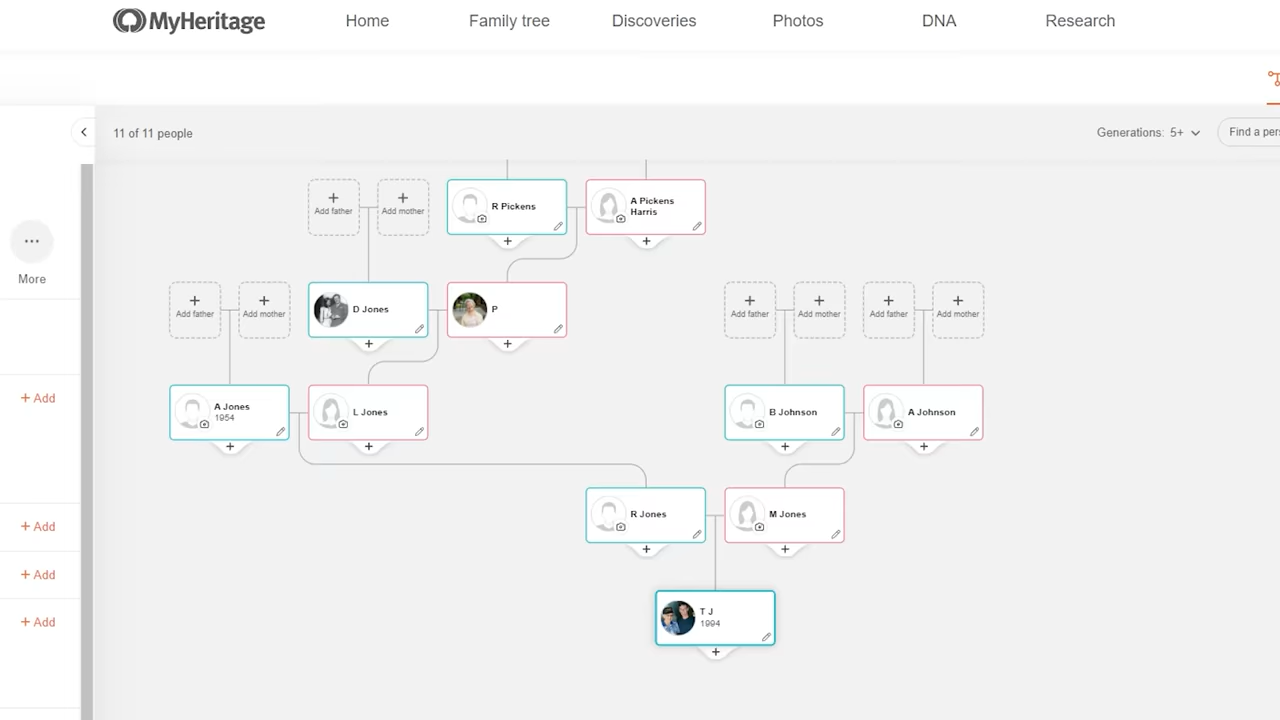 MyHeritage
Home
Family tree
Discoveries
Photos
DNA
Research
11 of 11 people
Generations: 5+
Find a pers
More
+ Add
+ Add
+ Add
+ Add
+
Add father
+
Add mother
R Pickens
+
A Pickens
Harris
+
+
Add father
+
Add mother
D Jones
+
P
+
+
Add father
+
Add mother
+
Add father
+
Add mother
A Jones
1954
+
L Jones
+
B Johnson
+
A Johnson
+
R Jones
+
M Jones
+
T J
1994
+